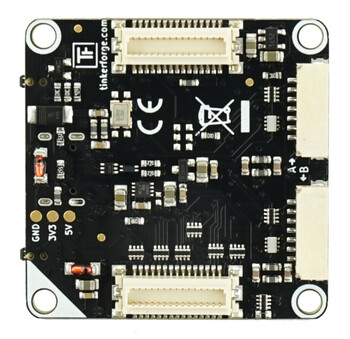 TF
tinkerforge.com
CE
A→
←B
GND
3V3
5V